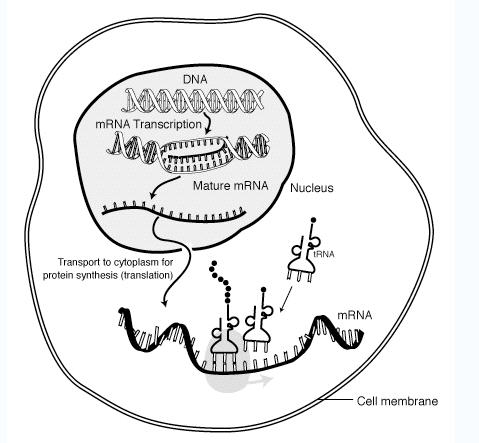 DNA
mRNA Transcription
Mature mRNA
Nucleus
Transport to cytoplasm for
protein synthesis (translation)
tRNA
mRNA
Cell membrane